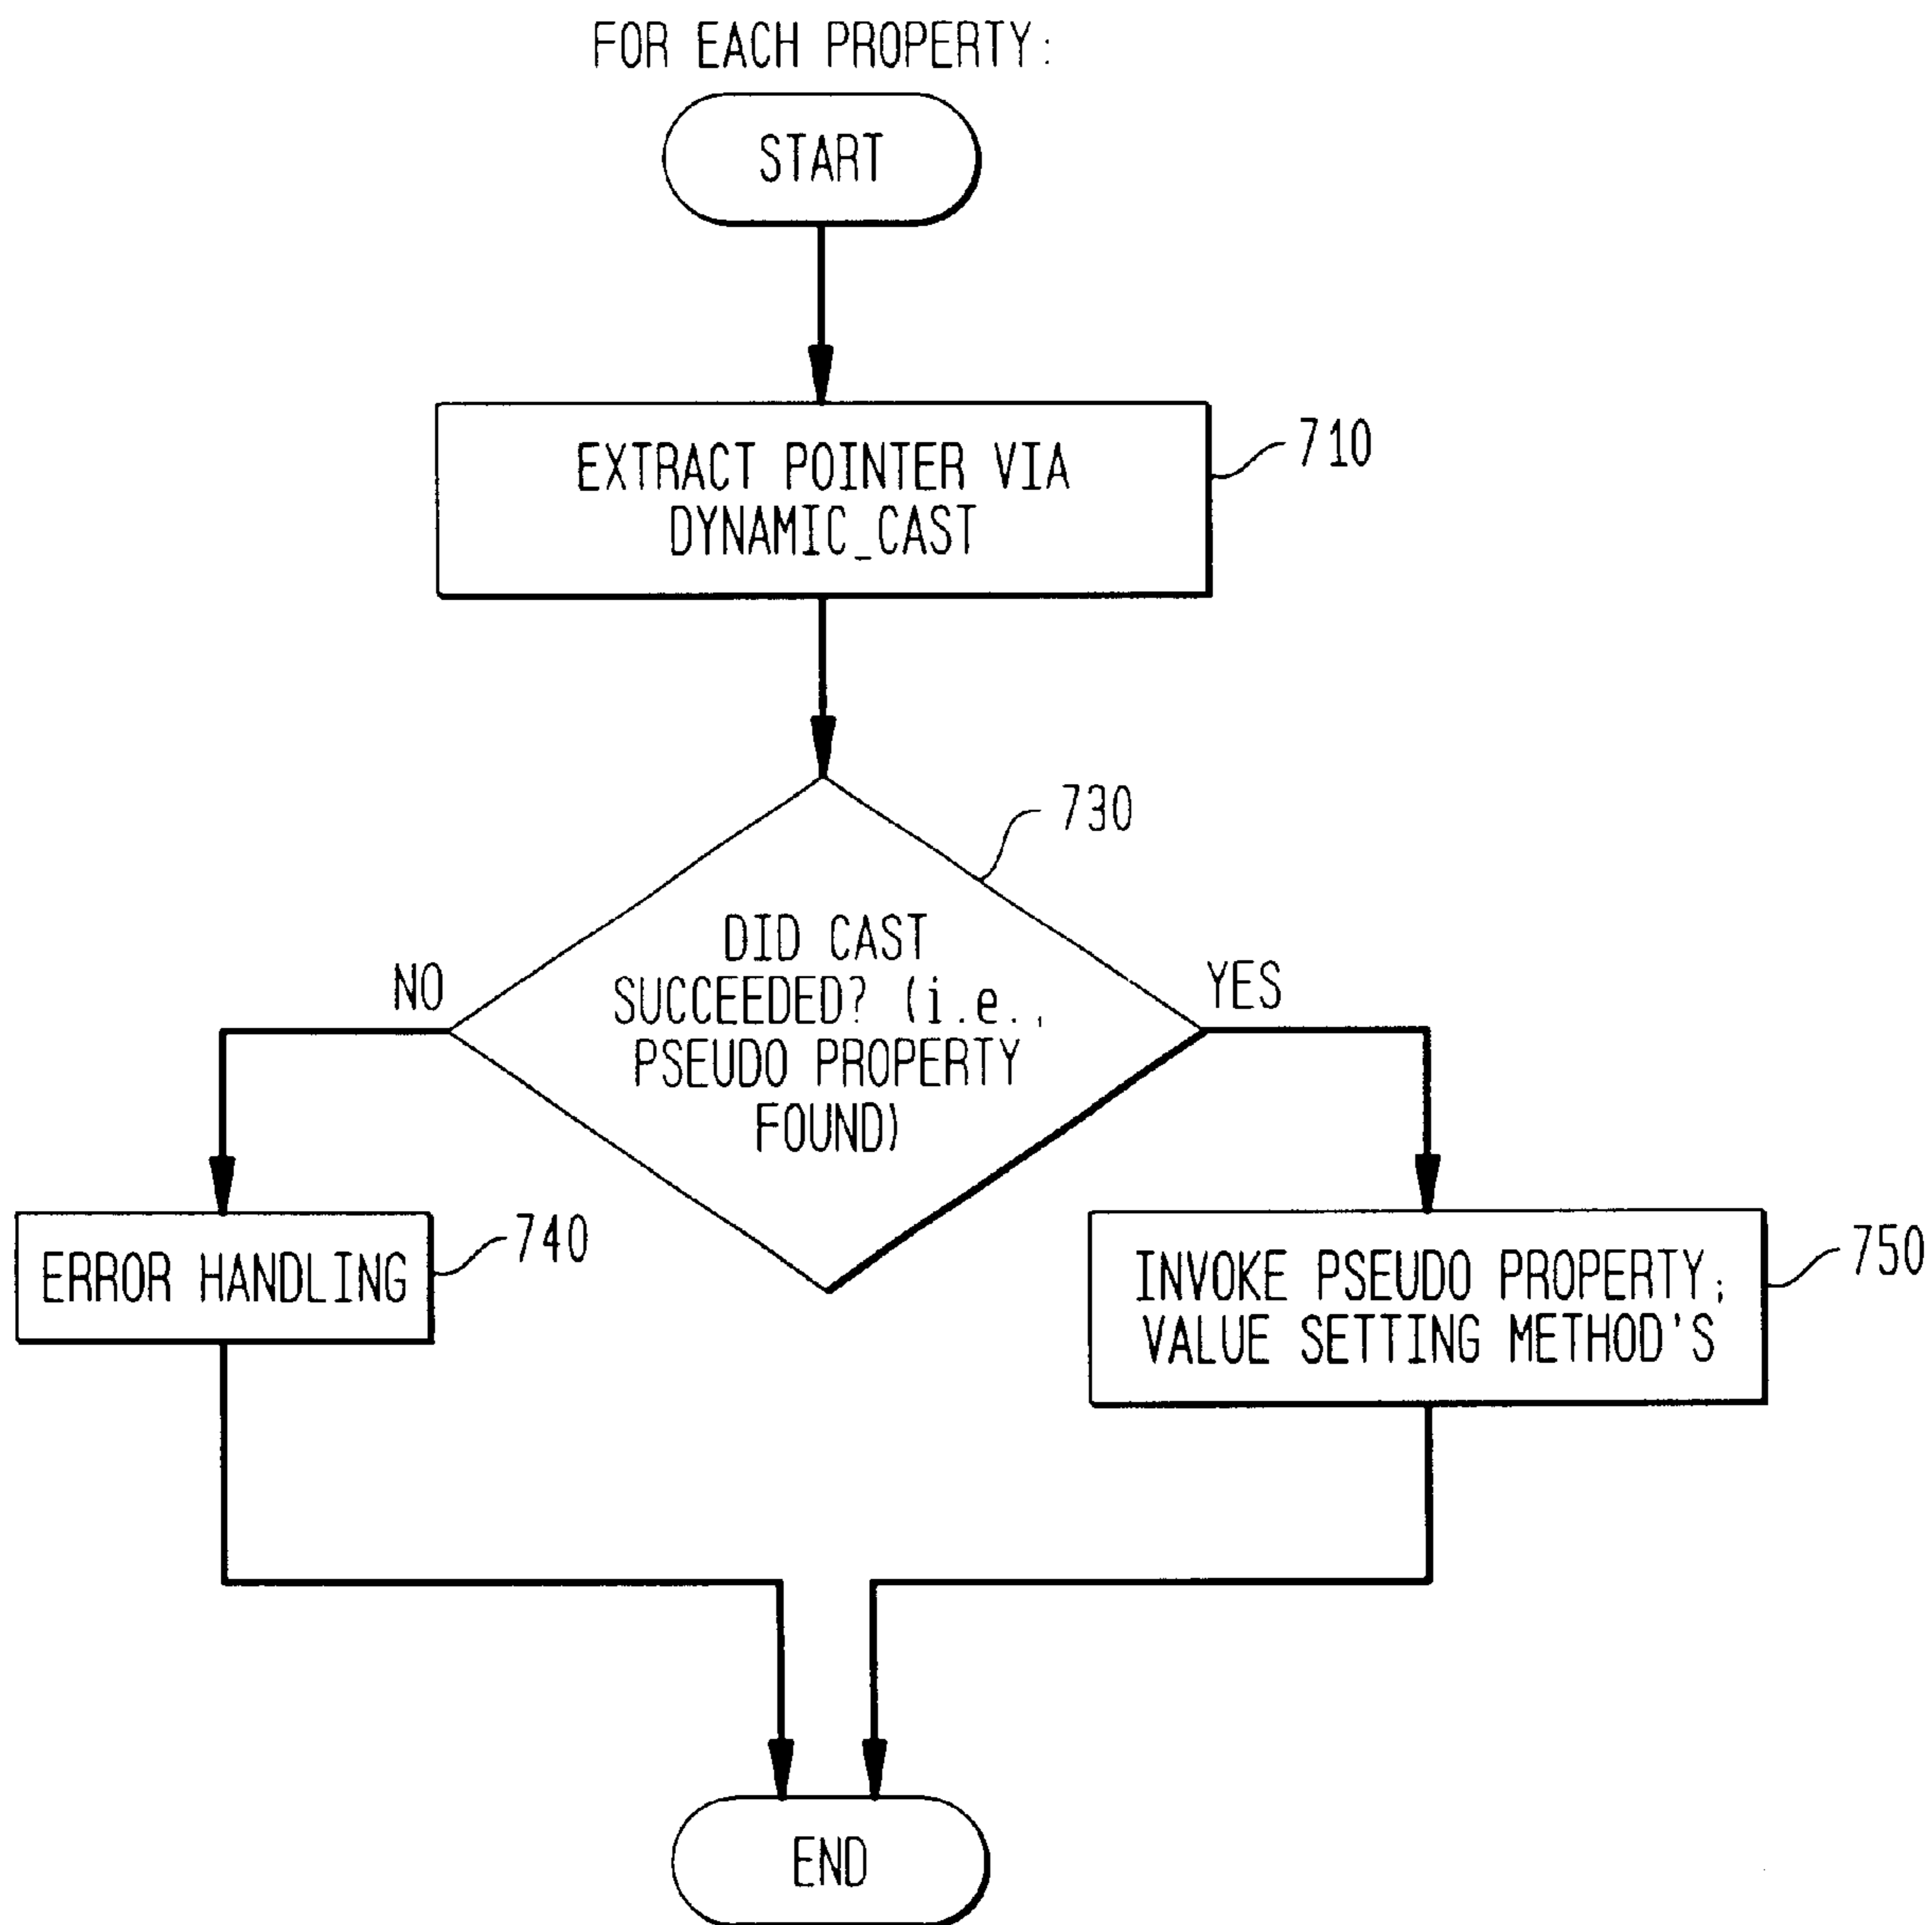 FOR EACH PROPERTY:
START
EXTRACT POINTER VIA
DYNAMIC_CAST
710
730
DID CAST
SUCCEEDED? (i.e.,
PSEUDO PROPERTY
FOUND)
NO
YES
ERROR HANDLING
740
INVOKE PSEUDO PROPERTY;
VALUE SETTING METHOD'S
750
END